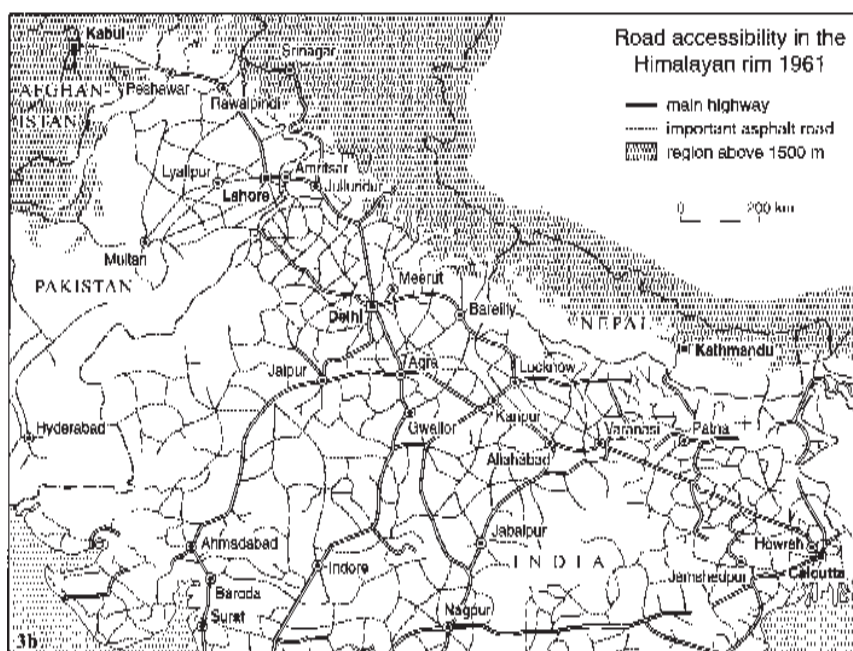 Kabul
Srinagar
Road accessibility in the
Himalayan rim 1961
Peshawar
AFGHAN-
ISTAN
Rawalpindi
main highway
important asphalt road
region above 1500 m
Lyallpur
Amritsar
Lahore
Jullundur
0 200 km
Multan
PAKISTAN
Meerut
Delhi
Bareilly
NEPAL
Kathmandu
Jaipur
Agra
Lucknow
Hyderabad
Gwalior
Kanpur
Varanasi
Patna
Allahabad
Ahmadabad
Jabalpur
Howrah
INDIA
Indore
Jamshedpur
Calcutta
Baroda
Surat
Nagpur
3b